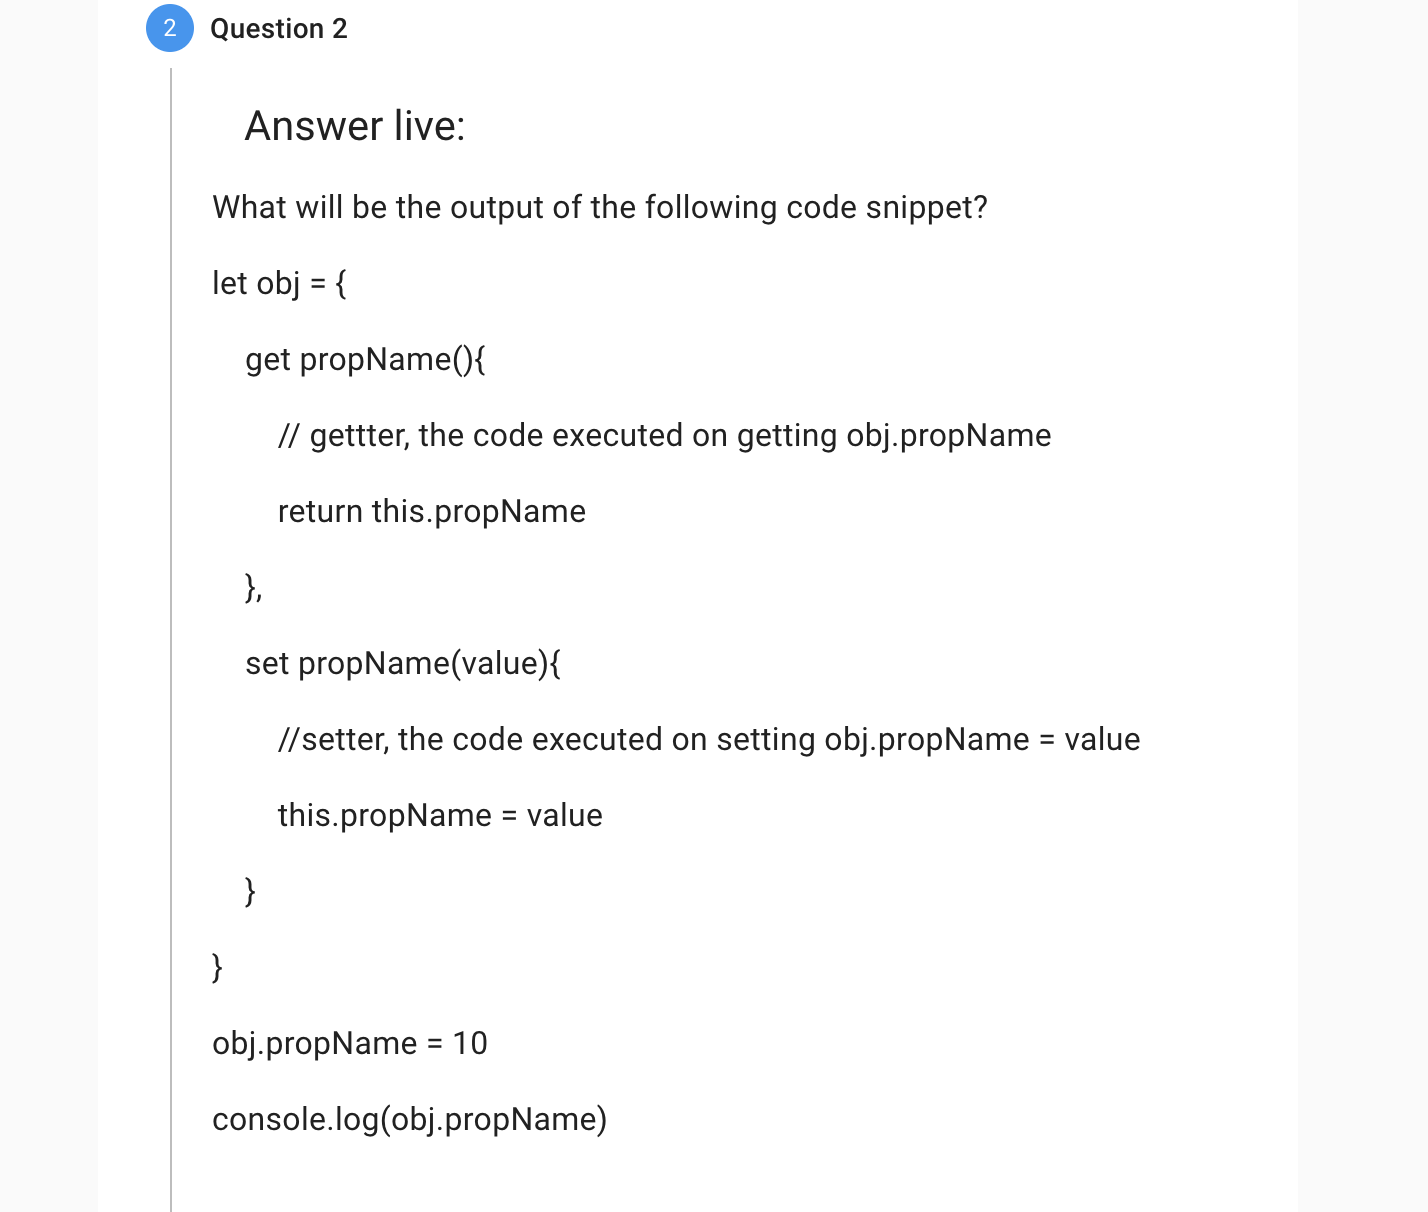 2 Question 2
Answer live:
What will be the output of the following code snippet?
let obj = {
get propName(){
// gettter, the code executed on getting obj.propName
return this.propName
},
set propName(value){
//setter, the code executed on setting obj.propName = value
this.propName = value
}
}
obj.propName = 10
console.log(obj.propName)